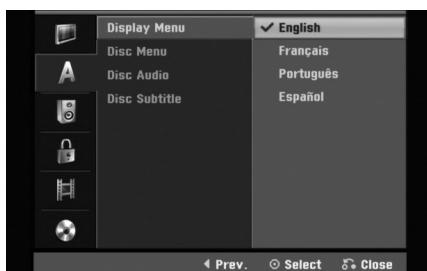 Display Menu
Disc Menu
Disc Audio
Disc Subtitle
✓ English
Français
Português
Español
A
Prev. Select Close